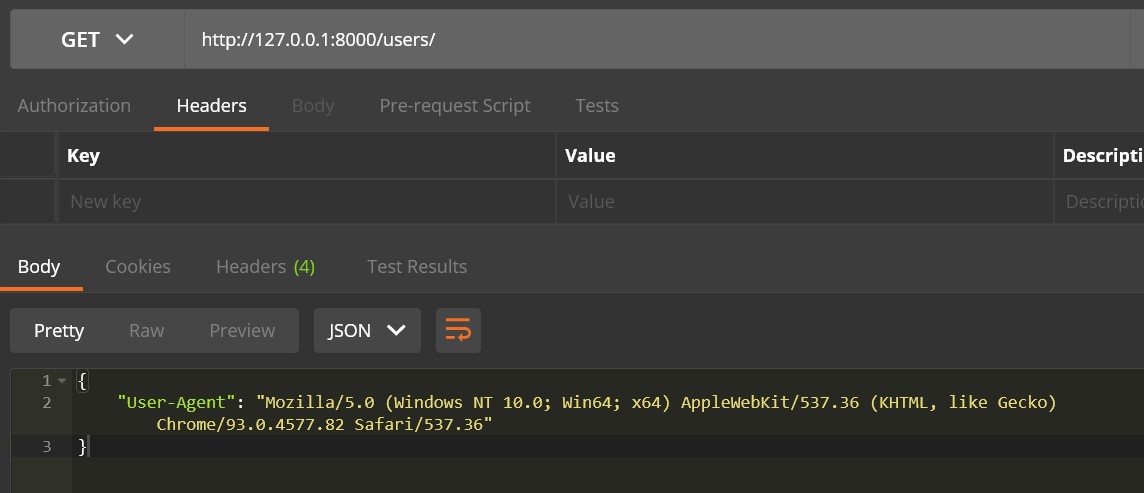 GET http://127.0.0.1:8000/users/
Authorization Headers Body Pre-request Script Tests
Key Value Descripti
New key Value Descriptic
Body Cookies Headers (4) Test Results
Pretty Raw Preview JSON
1 {
2 "User-Agent": "Mozilla/5.0 (Windows NT 10.0; Win64; x64) AppleWebKit/537.36 (KHTML, like Gecko)
Chrome/93.0.4577.82 Safari/537.36"
3 }